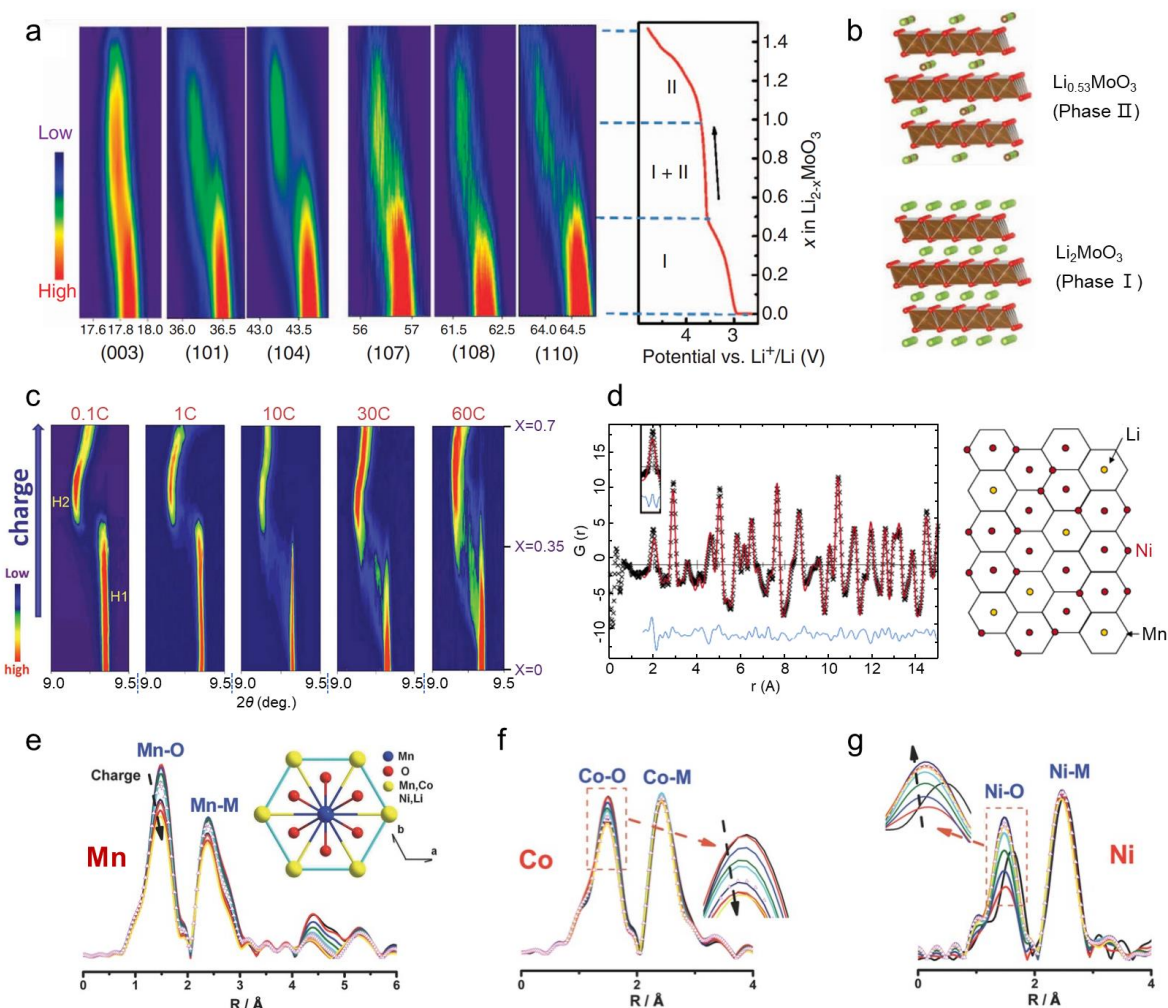 a
Low
High
17.6 17.8 18.0
36.0 36.5
43.0 43.5
56 57
61.5 62.5
64.0 64.5
(003)
(101)
(104)
(107)
(108)
(110)
II
I + II
I
1.4
1.2
1.0
0.8
0.6
0.4
0.2
0.0
x in Li2-xMoO3
4 3
Potential vs. Li+/Li (V)
b
Li0.53MoO3
(Phase II)
Li2MoO3
(Phase I)
c
0.1C 1C 10C 30C 60C
charge
Low
high
H2
H1
X=0.7
X=0.35
X=0
9.0 9.5 9.0 9.5 9.0 9.5 9.0 9.5 9.0 9.5
2θ (deg.)
d
15
10
5
0
-5
-10
G (r)
0 2 4 6 8 10 12 14
r (A)
Li
Ni
Mn
e
Mn-O
Charge
Mn-M
Mn
Mn
O
Mn,Co
Ni,Li
b
a
0 1 2 3 4 5 6
R / Å
f
Co-O
Co-M
Co
0 2 4
R / Å
g
Ni-O
Ni-M
Ni
0 2 4
R / Å